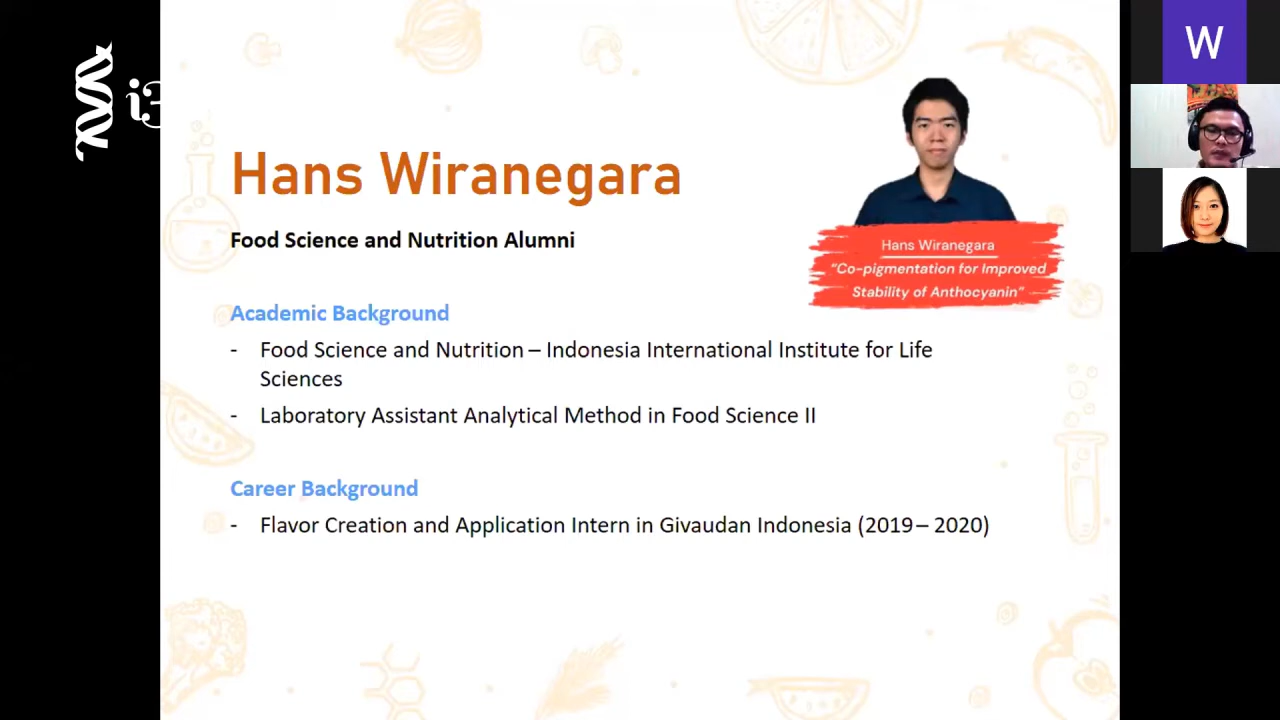 i3
Hans Wiranegara
Food Science and Nutrition Alumni
Hans Wiranegara
"Co-pigmentation for Improved
Stability of Anthocyanin"
Academic Background
- Food Science and Nutrition – Indonesia International Institute for Life
Sciences
- Laboratory Assistant Analytical Method in Food Science II
Career Background
- Flavor Creation and Application Intern in Givaudan Indonesia (2019 – 2020)
W